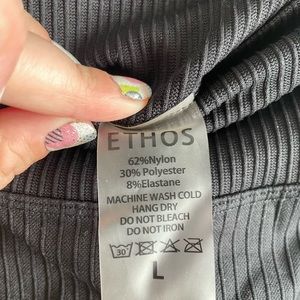 ETHOS
62%Nylon
30% Polyester
8%Elastane
MACHINE WASH COLD
HANG DRY
DO NOT BLEACH
DO NOT IRON
30
L